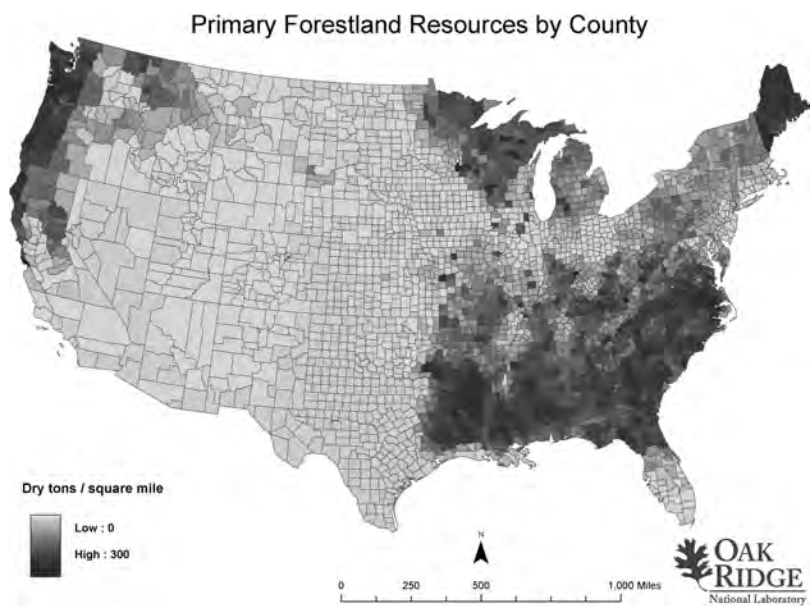 Primary Forestland Resources by County
Dry tons / square mile
Low : 0
High : 300
N
0 250 500 1,000 Miles
OAK
RIDGE
National Laboratory